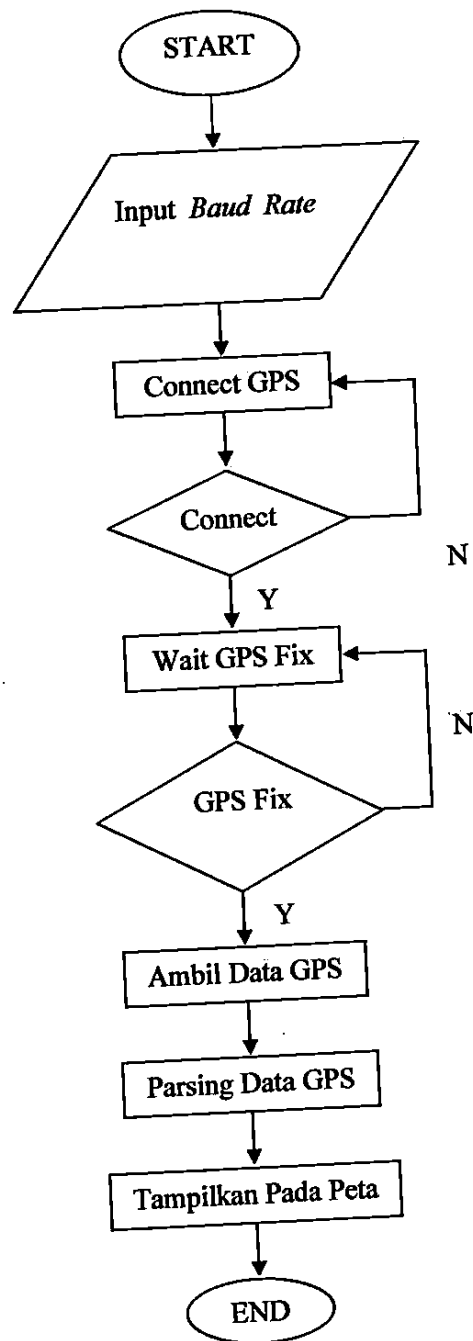 START
Input Baud Rate
Connect GPS
Connect
N
Y
Wait GPS Fix
N
GPS Fix
Y
Ambil Data GPS
Parsing Data GPS
Tampilkan Pada Peta
END